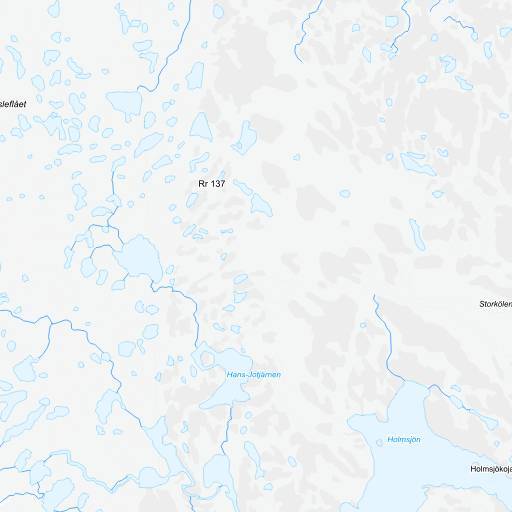 sleflået
Rr 137
Storkölen
Hans-Jotjärnen
Holmsjön
Holmsjökoja